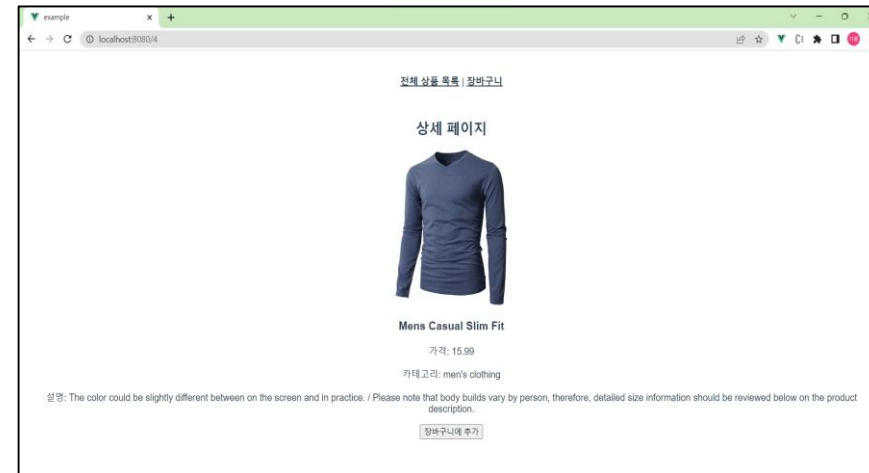 example
localhost:8080/4
전체 상품 목록 | 장바구니
상세 페이지
Mens Casual Slim Fit
가격: 15.99
카테고리: men's clothing
설명: The color could be slightly different between on the screen and in practice. / Please note that body builds vary by person, therefore, detailed size information should be reviewed below on the product
description.
장바구니에 추가